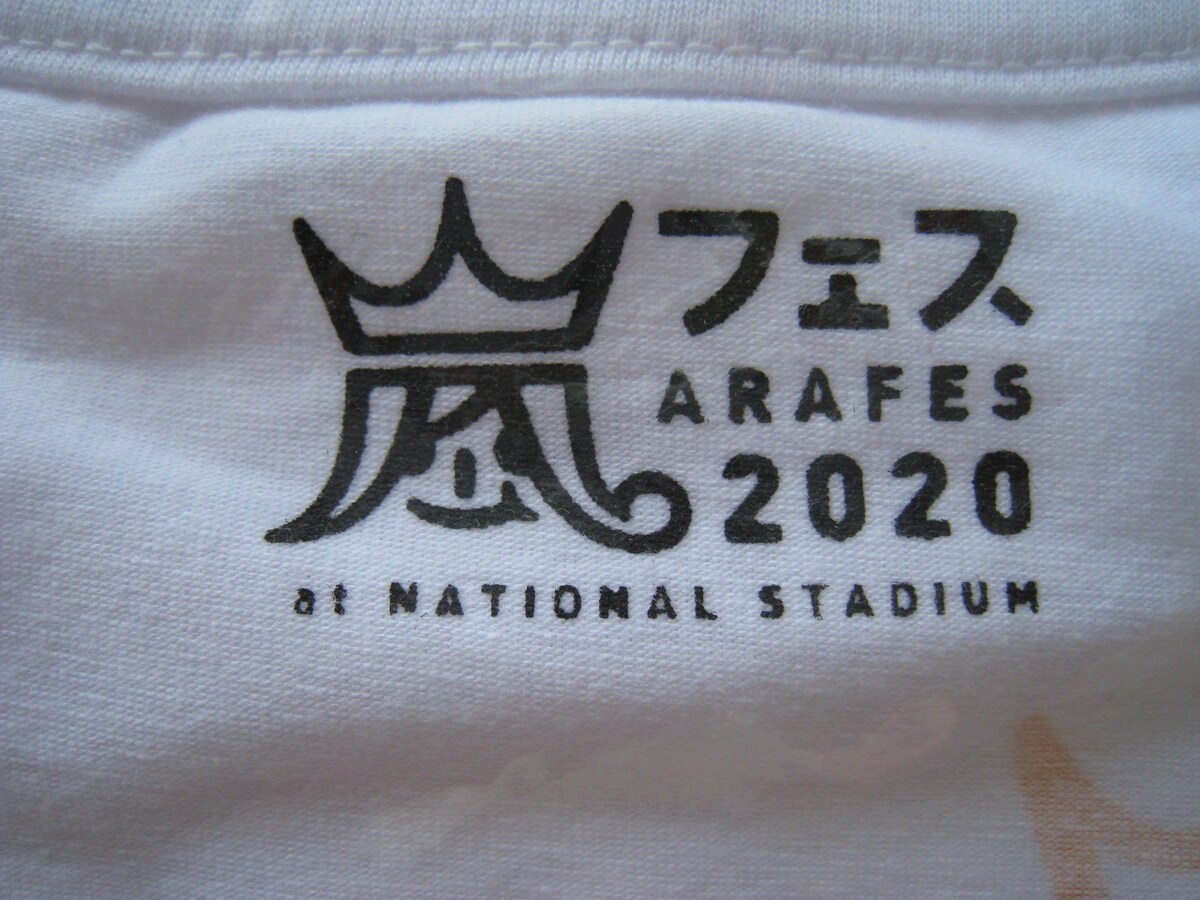 嵐フェス
ARAFES
2020
at NATIONAL STADIUM